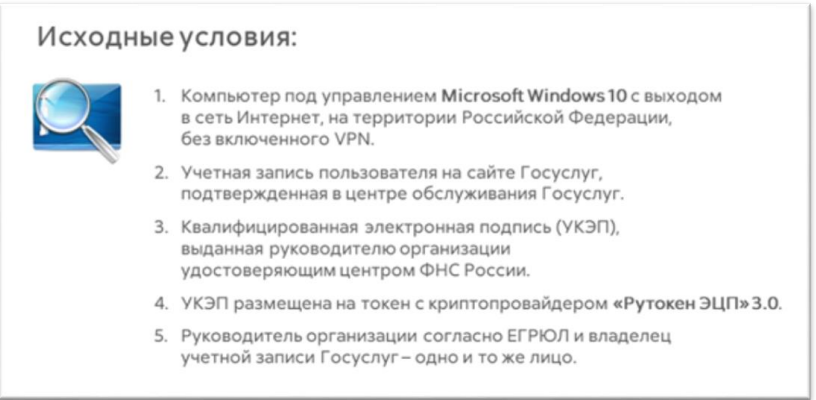 Исходные условия:
1. Компьютер под управлением Microsoft Windows 10 с выходом
в сеть Интернет, на территории Российской Федерации,
без включенного VPN.
2. Учетная запись пользователя на сайте Госуслуг,
подтвержденная в центре обслуживания Госуслуг.
3. Квалифицированная электронная подпись (УКЭП),
выданная руководителю организации
удостоверяющим центром ФНС России.
4. УКЭП размещена на токен с криптопровайдером «Рутокен ЭЦП» 3.0.
5. Руководитель организации согласно ЕГРЮЛ и владелец
учетной записи Госуслуг – одно и то же лицо.